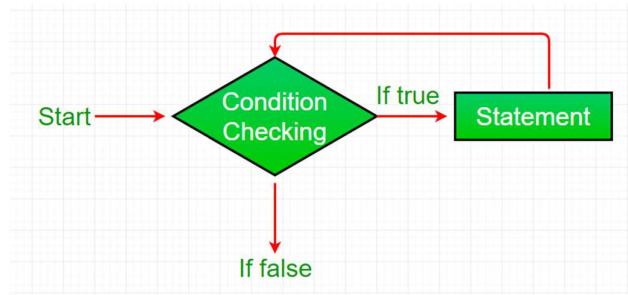 Start
Condition
Checking
If true
Statement
If false